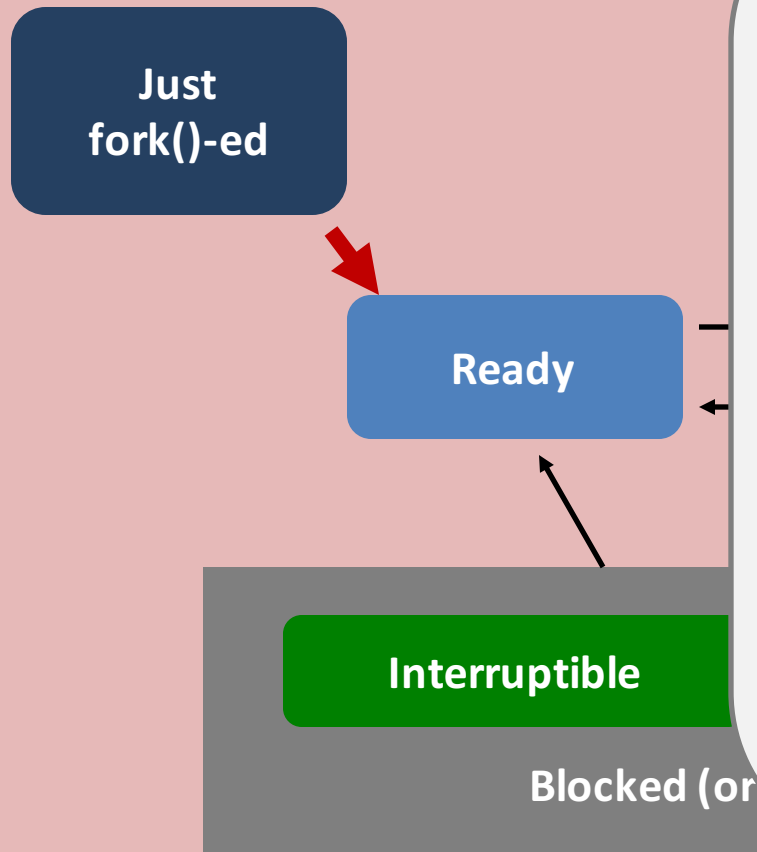 Just
fork()-ed
Ready
Interruptible
Blocked (or